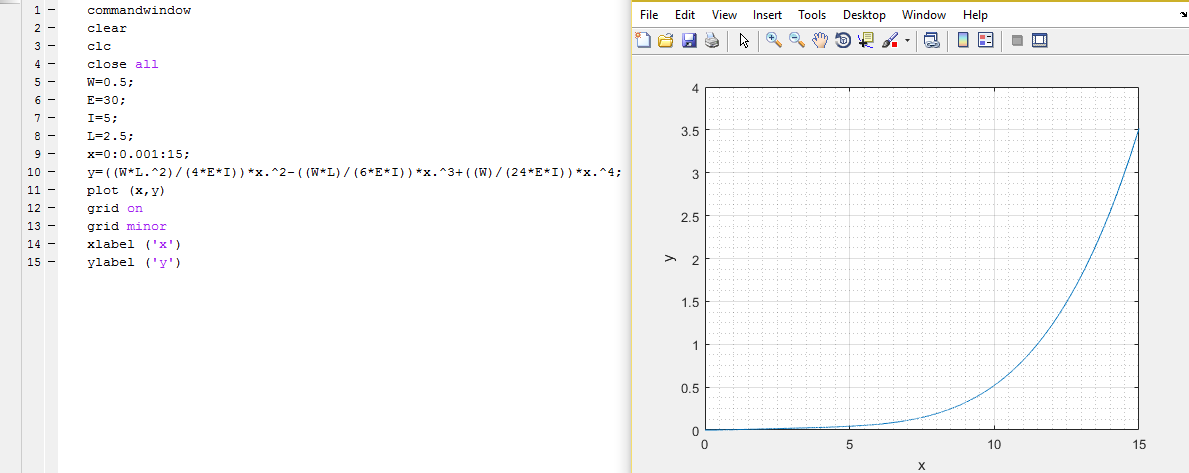 1 – commandwindow
2 – clear
3 – clc
4 – close all
5 – W=0.5;
6 – E=30;
7 – I=5;
8 – L=2.5;
9 – x=0:0.001:15;
10 – y=((W*L.^2)/(4*E*I))*x.^2-((W*L)/(6*E*I))*x.^3+((W)/(24*E*I))*x.^4;
11 – plot (x,y)
12 – grid on
13 – grid minor
14 – xlabel ('x')
15 – ylabel ('y')
File Edit View Insert Tools Desktop Window Help
4
3.5
3
2.5
2
1.5
1
0.5
0
y
0 5 10 15
x